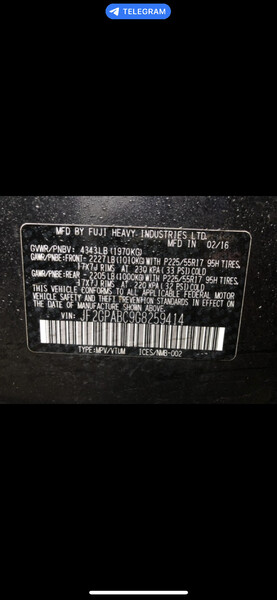 TELEGRAM
MFD BY FUJI HEAVY INDUSTRIES LTD.
MFD IN 02/16
GVWR/PNBV: 4343LB (1970KG)
GAWR/PNBE:FRONT-2227LB(1010KG)WITH P225/55R17 95H TIRES,
17X7J RIMS AT 230 KPA( 33 PSI)COLD
GAWR/PNBE:REAR -2205LB(1000KG)WITH P225/55R17 95H TIRES,
17X7J RIMS AT 220 KPA( 32 PSI)COLD
THIS VEHICLE CONFORMS TO ALL APPLICABLE FEDERAL MOTOR
VEHICLE SAFETY AND THEFT PREVENTION STANDARDS IN EFFECT ON
THE DATE OF MANUFACTURE SHOWN ABOVE.
VIN: JF2GPABC9G8259414
TYPE:MPV/VTUM ICES/NMB-002